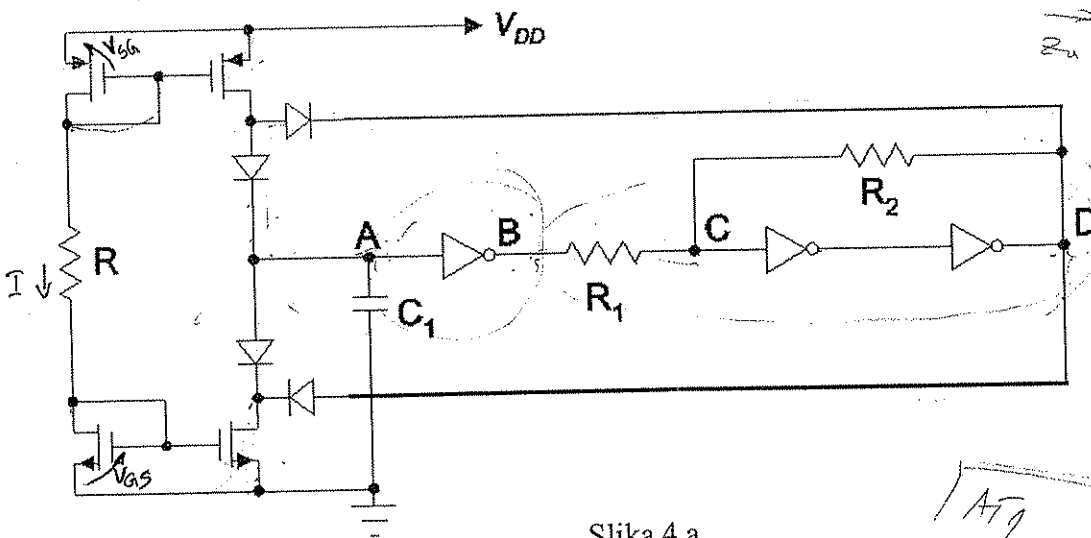 V_DD
V_SG
R_2
A
B
C
D
I ↓ R
C_1
R_1
V_GS
Slika 4.a